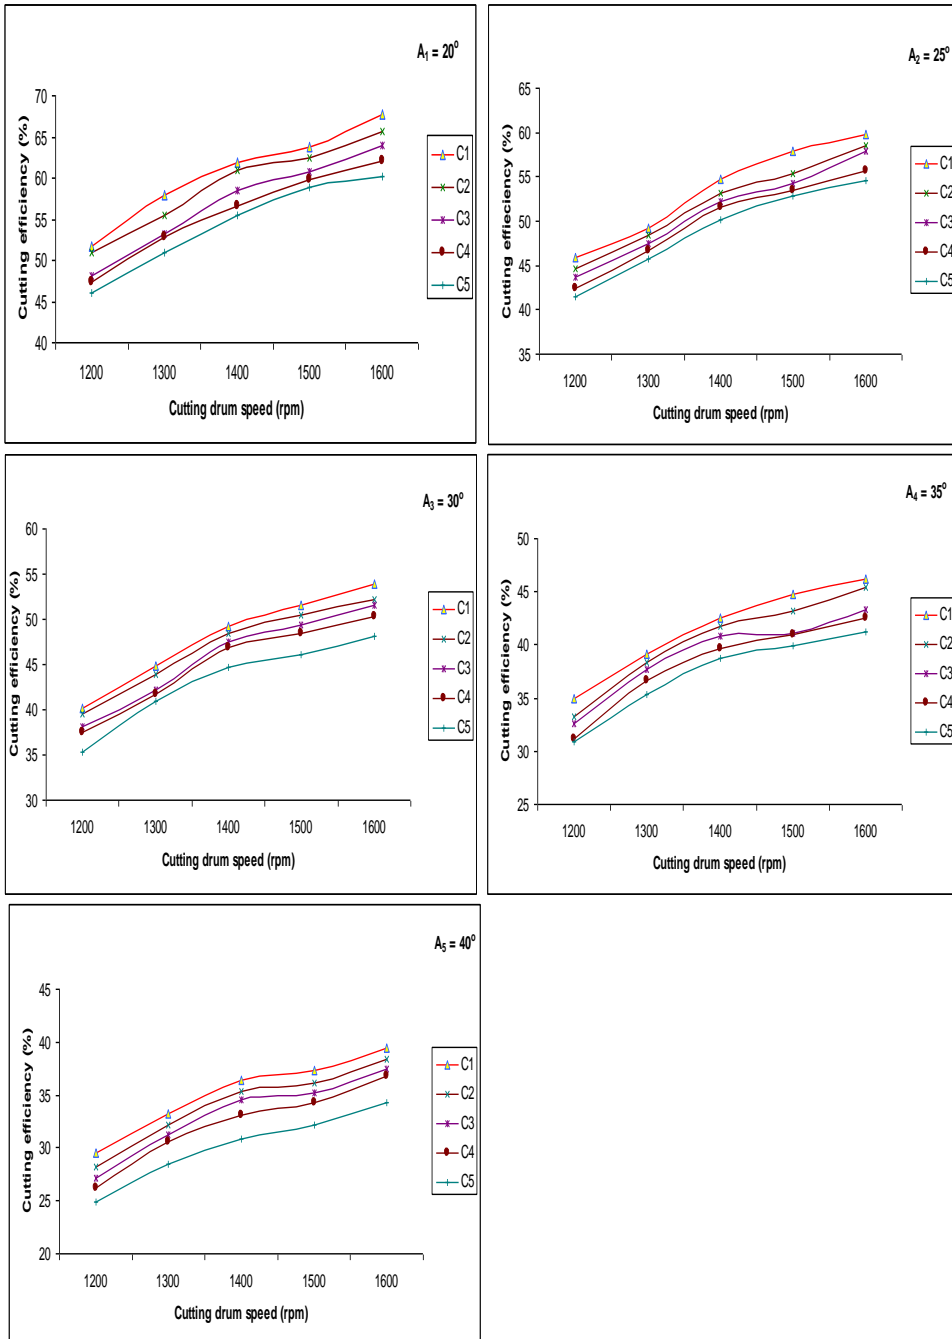 A1 = 20o
Cutting efficiency (%)
70
65
60
55
50
45
40
1200 1300 1400 1500 1600
Cutting drum speed (rpm)
C1
C2
C3
C4
C5
A2 = 25o
Cutting effieciency (%)
65
60
55
50
45
40
35
1200 1300 1400 1500 1600
Cutting drum speed (rpm)
C1
C2
C3
C4
C5
A3 = 30o
Cutting efficiency (%)
60
55
50
45
40
35
30
1200 1300 1400 1500 1600
Cutting drum speed (rpm)
C1
C2
C3
C4
C5
A4 = 35o
Cutting efficiency (%)
50
45
40
35
30
25
1200 1300 1400 1500 1600
Cutting drum speed (rpm)
C1
C2
C3
C4
C5
A5 = 40o
Cutting efficiency (%)
45
40
35
30
25
20
1200 1300 1400 1500 1600
Cutting drum speed (rpm)
C1
C2
C3
C4
C5